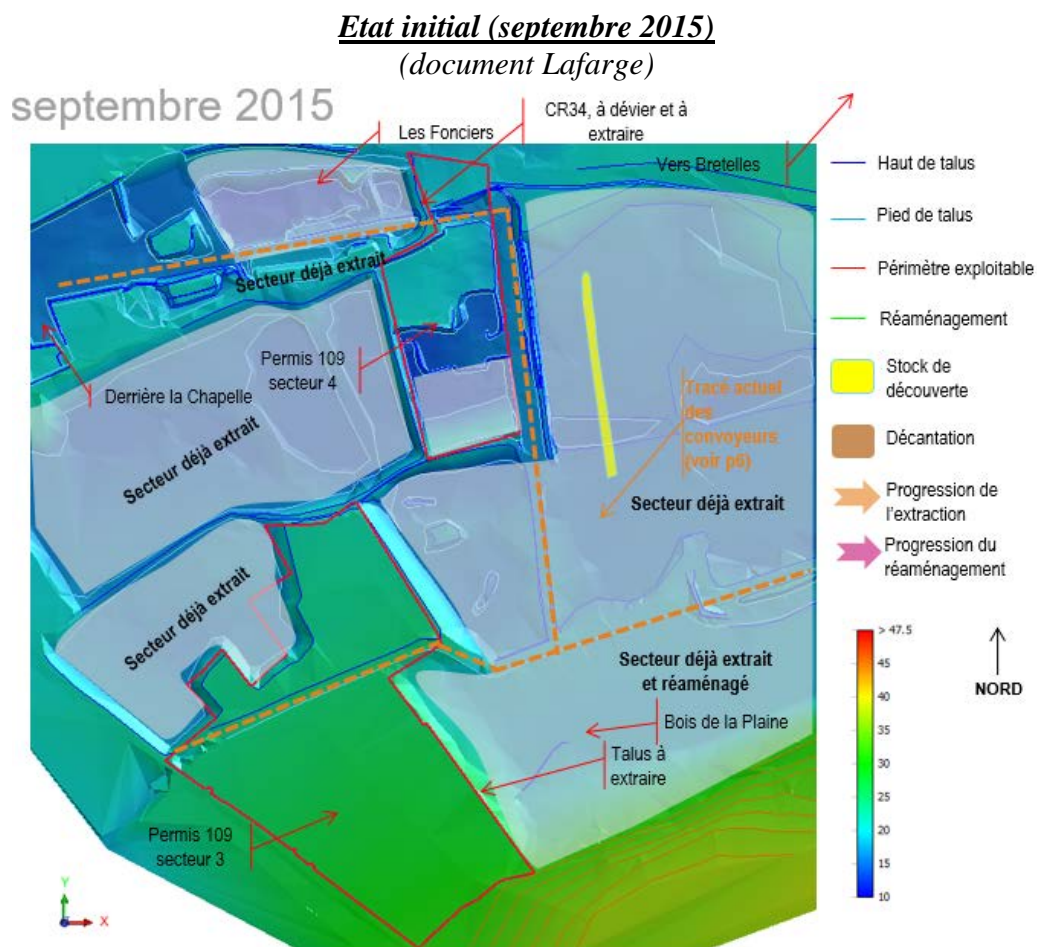 Etat initial (septembre 2015)
(document Lafarge)
septembre 2015
Les Fonciers
CR34, à dévier et à
extraire
Vers Bretelles
Secteur déjà extrait
Permis 109
secteur 4
Derrière la Chapelle
Secteur déjà extrait
Tracé actuel
des
convoyeurs
(voir p6)
Secteur déjà extrait
Secteur déjà extrait
Secteur déjà extrait
et réaménagé
Bois de la Plaine
Talus à
extraire
Permis 109
secteur 3
Y
X
Haut de talus
Pied de talus
Périmètre exploitable
Réaménagement
Stock de
découverte
Décantation
Progression de
l'extraction
Progression du
réaménagement
> 47.5
45
40
35
30
25
20
15
10
NORD